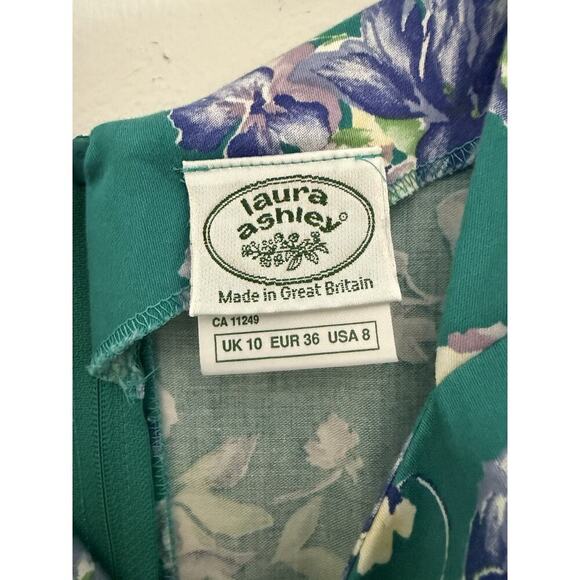 laura
ashley®
Made in Great Britain
CA 11249
UK 10 EUR 36 USA 8